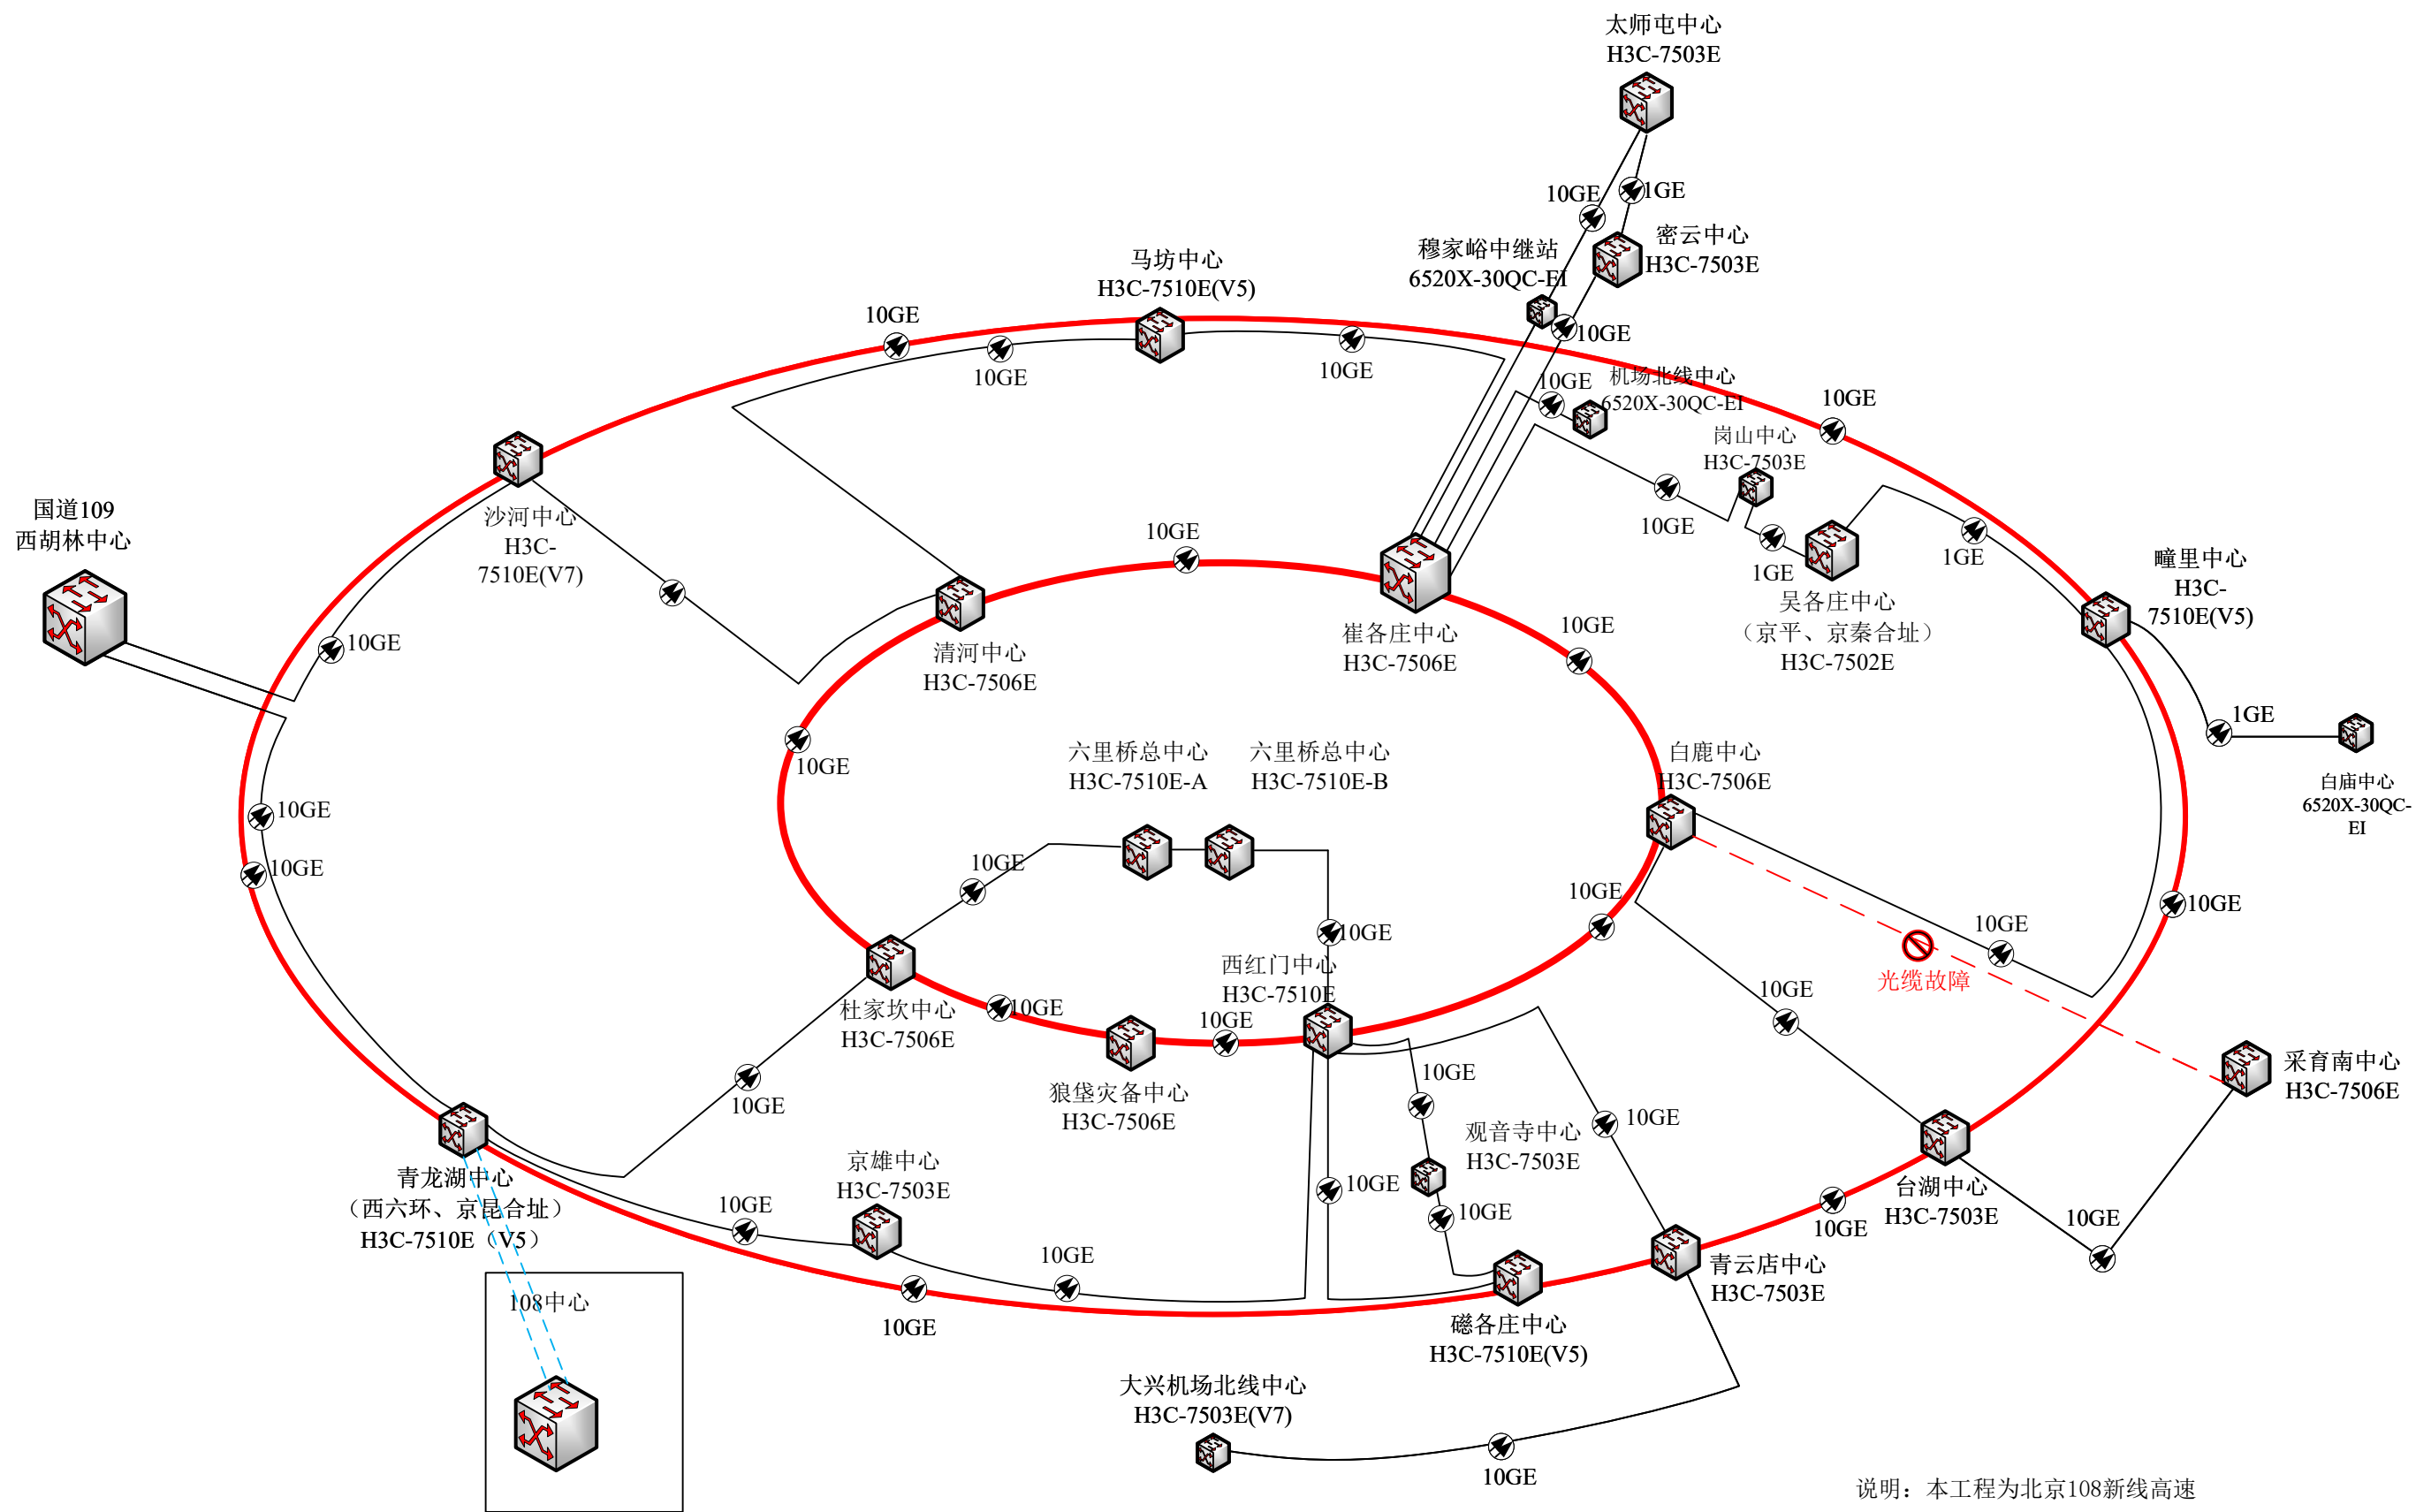 太师屯中心
H3C-7503E
10GE
1GE
穆家峪中继站
6520X-30QC-EI
密云中心
H3C-7503E
10GE
马坊中心
H3C-7510E(V5)
10GE
10GE
10GE
10GE
机场北线中心
6520X-30QC-EI
10GE
岗山中心
H3C-7503E
10GE
1GE
1GE
吴各庄中心
（京平、京秦合址）
H3C-7502E
疃里中心
H3C-
7510E(V5)
1GE
白庙中心
6520X-30QC-
EI
国道109
西胡林中心
沙河中心
H3C-
7510E(V7)
10GE
10GE
清河中心
H3C-7506E
崔各庄中心
H3C-7506E
10GE
10GE
六里桥总中心
H3C-7510E-A
六里桥总中心
H3C-7510E-B
白鹿中心
H3C-7506E
10GE
10GE
10GE
10GE
10GE
10GE
10GE
10GE
光缆故障
西红门中心
H3C-7510E
杜家坎中心
H3C-7506E
10GE
10GE
10GE
狼垡灾备中心
H3C-7506E
10GE
10GE
10GE
观音寺中心
H3C-7503E
10GE
10GE
10GE
采育南中心
H3C-7506E
青龙湖中心
（西六环、京昆合址）
H3C-7510E（V5）
10GE
京雄中心
H3C-7503E
10GE
10GE
台湖中心
H3C-7503E
10GE
10GE
青云店中心
H3C-7503E
磁各庄中心
H3C-7510E(V5)
108中心
大兴机场北线中心
H3C-7503E(V7)
10GE
说明：本工程为北京108新线高速